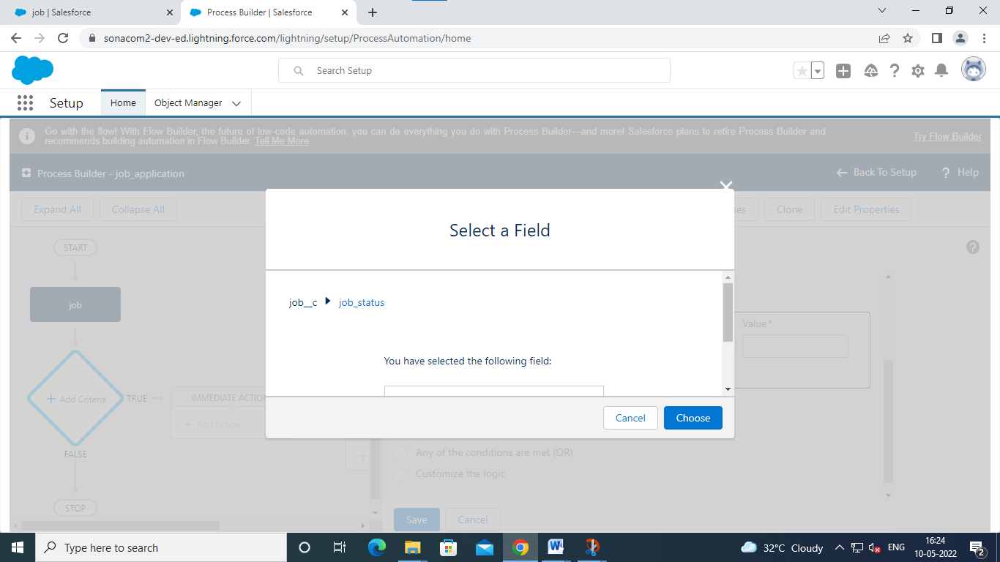 job | Salesforce
Process Builder | Salesforce
sonacom2-dev-ed.lightning.force.com/lightning/setup/ProcessAutomation/home
Search Setup
Setup
Home
Object Manager
Go with the flow! With Flow Builder, the future of low-code automation, you can do everything you do with Process Builder—and more! Salesforce plans to retire Process Builder and
recommends building automation in Flow Builder. Tell Me More
Try Flow Builder
Process Builder - job_application
Back To Setup
Help
Expand All
Collapse All
Clone
Edit Properties
START
job
Add Criteria
TRUE
IMMEDIATE ACTION
Add Action
FALSE
STOP
Select a Field
job__c
job_status
You have selected the following field:
Cancel
Choose
Value*
Any of the conditions are met (OR)
Customize the logic
Save
Cancel
Type here to search
32°C Cloudy
ENG
16:24
10-05-2022
2